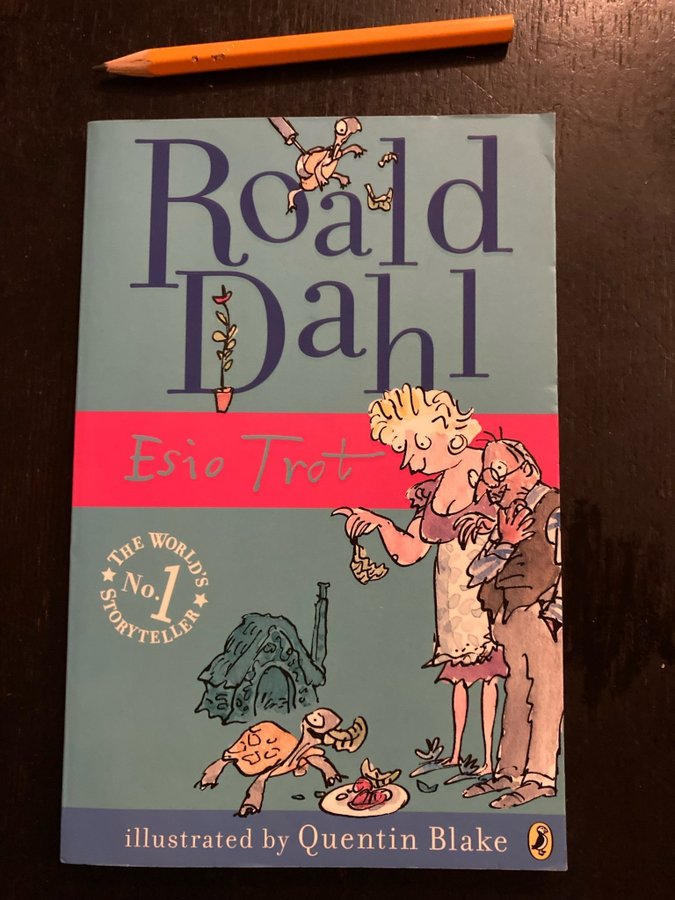 Roald
Dahl
Esio Trot
THE WORLD'S
No.1
STORYTELLER
illustrated by Quentin Blake